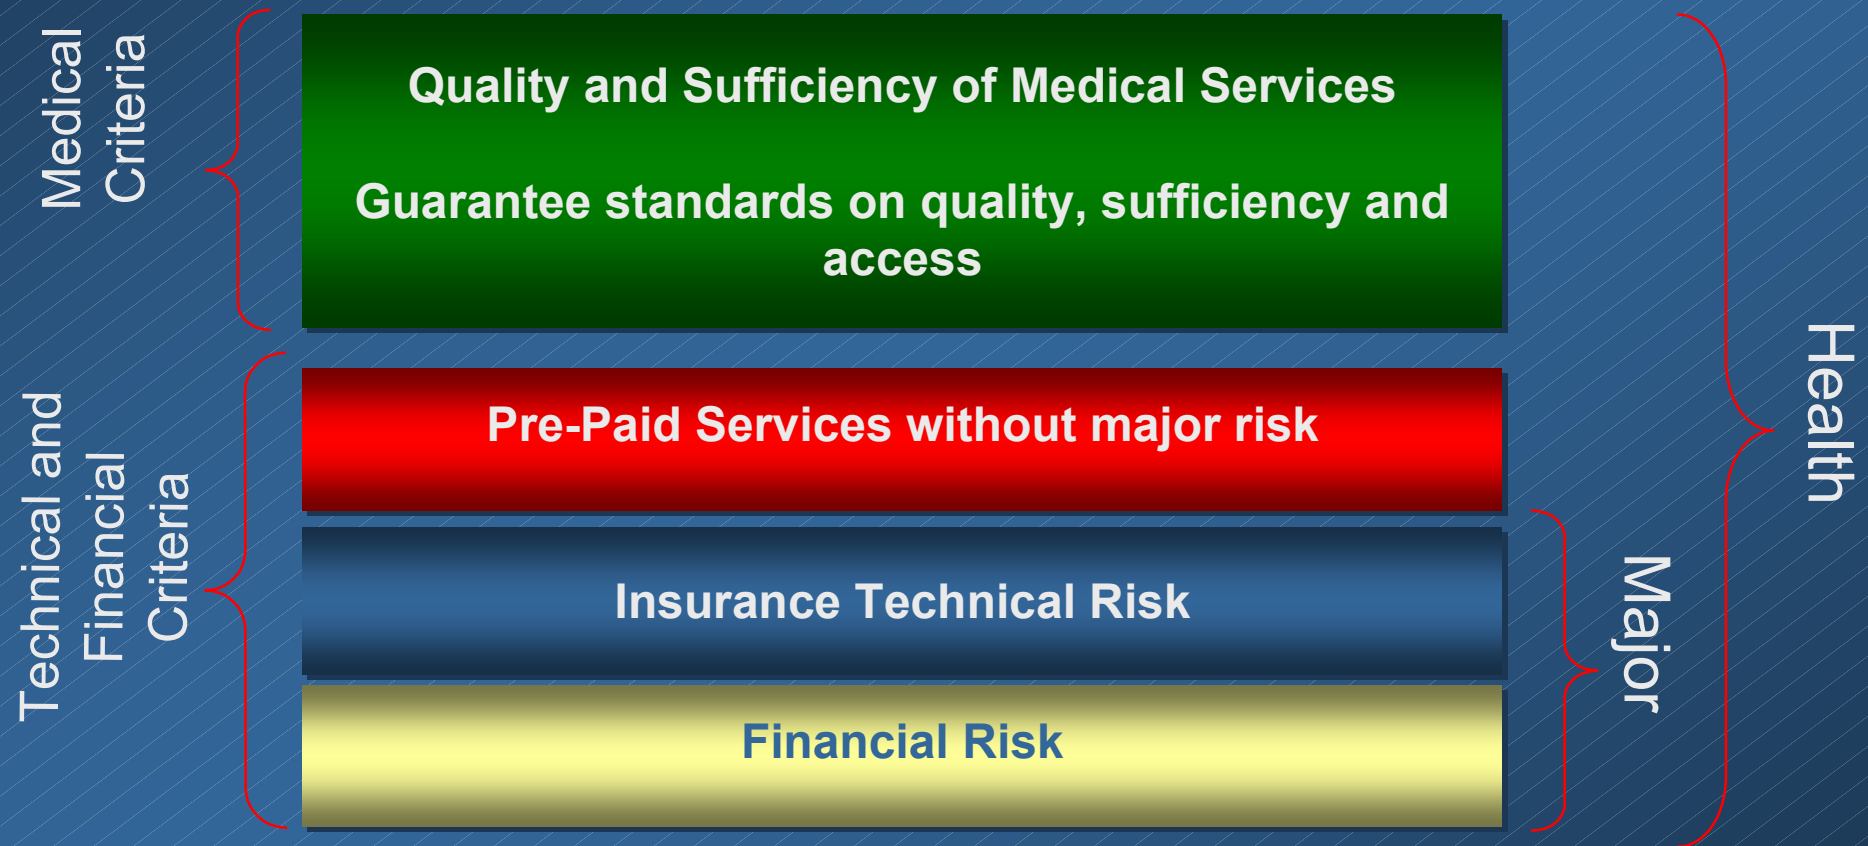 Medical
Criteria
Quality and Sufficiency of Medical Services
Guarantee standards on quality, sufficiency and
access
Technical and
Financial
Criteria
Pre-Paid Services without major risk
Insurance Technical Risk
Financial Risk
Major
Health